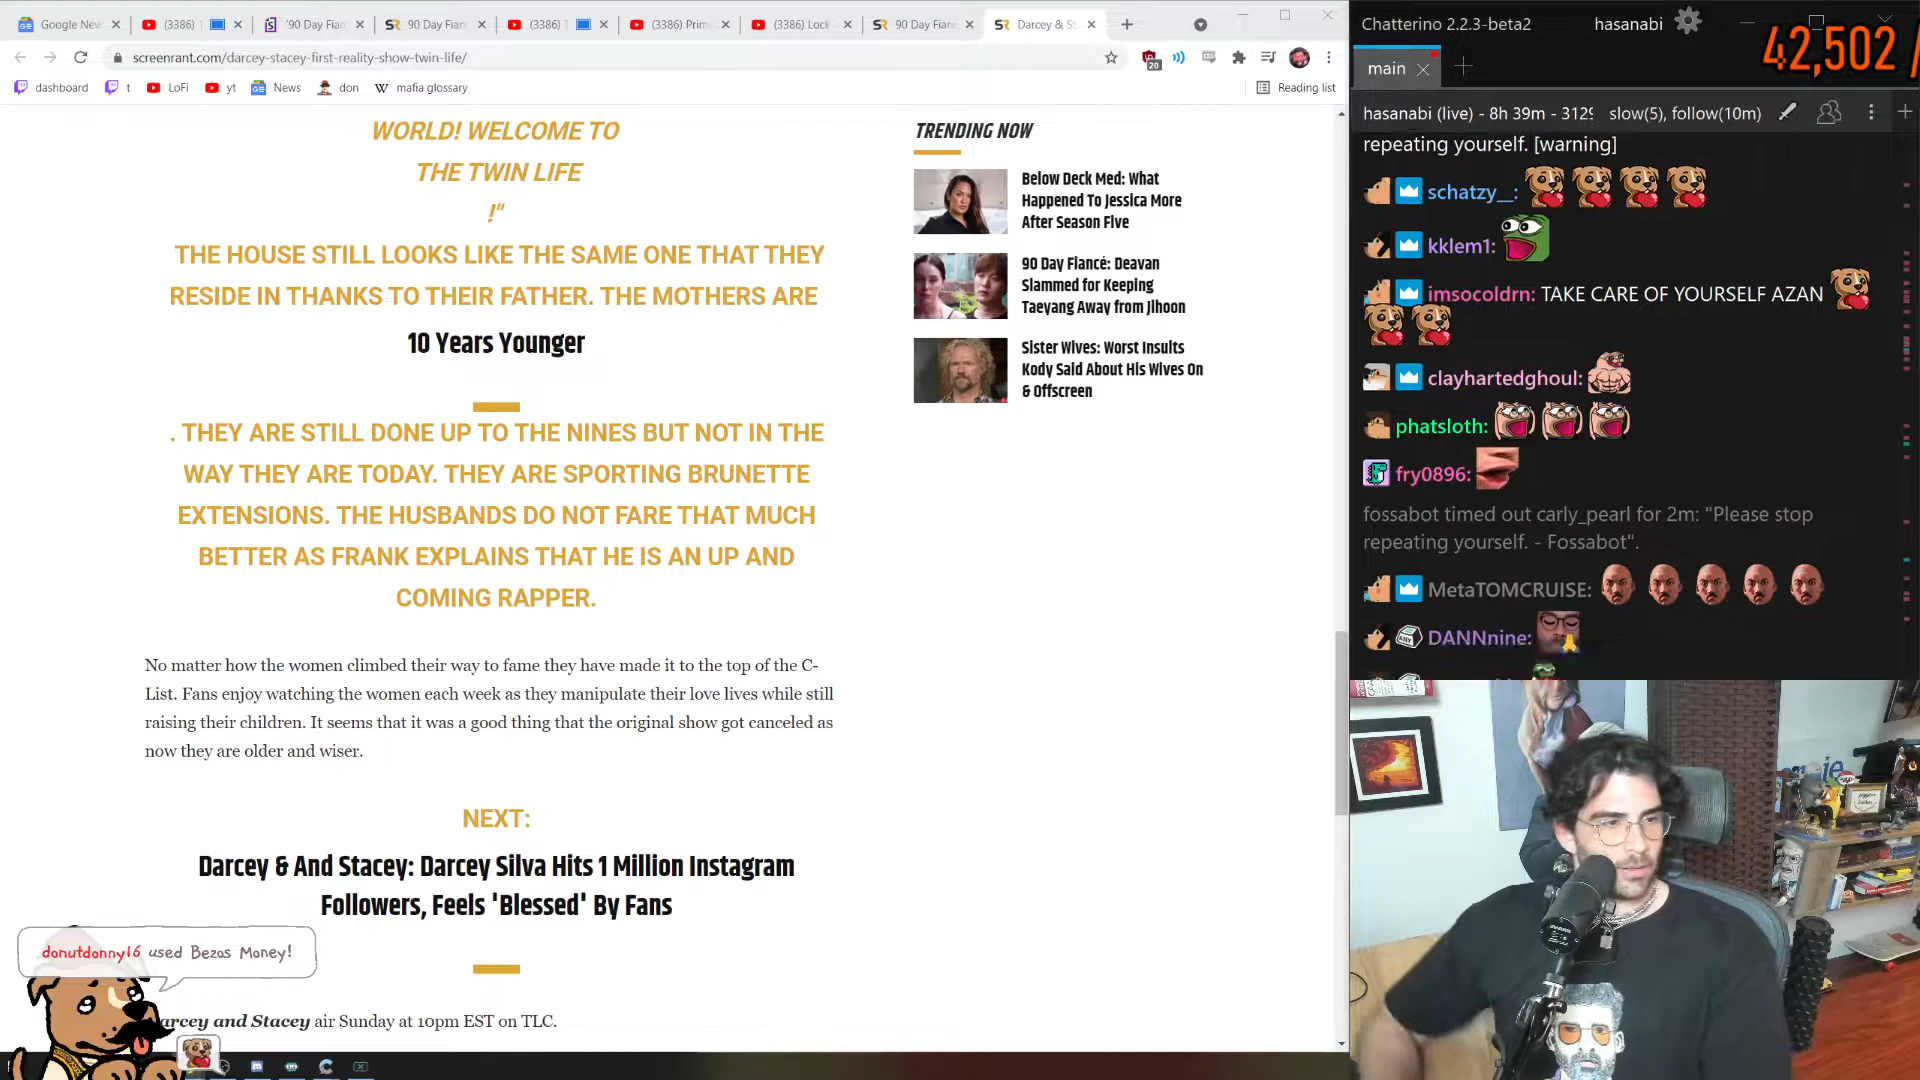 Google New
(3386) 1
'90 Day Fian
90 Day Fian
(3386) T
(3386) Prim
(3386) Lock
90 Day Fian
Darcey & St
Chatterino 2.2.3-beta2
hasanabi
42,502 /
screenrant.com/darcey-stacey-first-reality-show-twin-life/
20
main
dashboard
t
LoFi
yt
News
don
mafia glossary
Reading list
hasanabi (live) - 8h 39m - 3129
slow(5), follow(10m)
WORLD! WELCOME TO
THE TWIN LIFE
!”
THE HOUSE STILL LOOKS LIKE THE SAME ONE THAT THEY
RESIDE IN THANKS TO THEIR FATHER. THE MOTHERS ARE
10 Years Younger
. THEY ARE STILL DONE UP TO THE NINES BUT NOT IN THE
WAY THEY ARE TODAY. THEY ARE SPORTING BRUNETTE
EXTENSIONS. THE HUSBANDS DO NOT FARE THAT MUCH
BETTER AS FRANK EXPLAINS THAT HE IS AN UP AND
COMING RAPPER.
No matter how the women climbed their way to fame they have made it to the top of the C-
List. Fans enjoy watching the women each week as they manipulate their love lives while still
raising their children. It seems that it was a good thing that the original show got canceled as
now they are older and wiser.
NEXT:
Darcey & And Stacey: Darcey Silva Hits 1 Million Instagram
Followers, Feels 'Blessed' By Fans
donutdanny16 used Bezos Money!
arcey and Stacey air Sunday at 10pm EST on TLC.
TRENDING NOW
Below Deck Med: What
Happened To Jessica More
After Season Five
90 Day Fiancé: Deavan
Slammed for Keeping
Taeyang Away from Jihoon
Sister Wives: Worst Insults
Kody Said About His Wives On
& Offscreen
repeating yourself. [warning]
schatzy__:
kklem1:
imsocoldrn: TAKE CARE OF YOURSELF AZAN
clayhartedghoul:
phatsloth:
fry0896:
fossabot timed out carly_pearl for 2m: "Please stop
repeating yourself. - Fossabot".
MetaTOMCRUISE:
DANNnine: